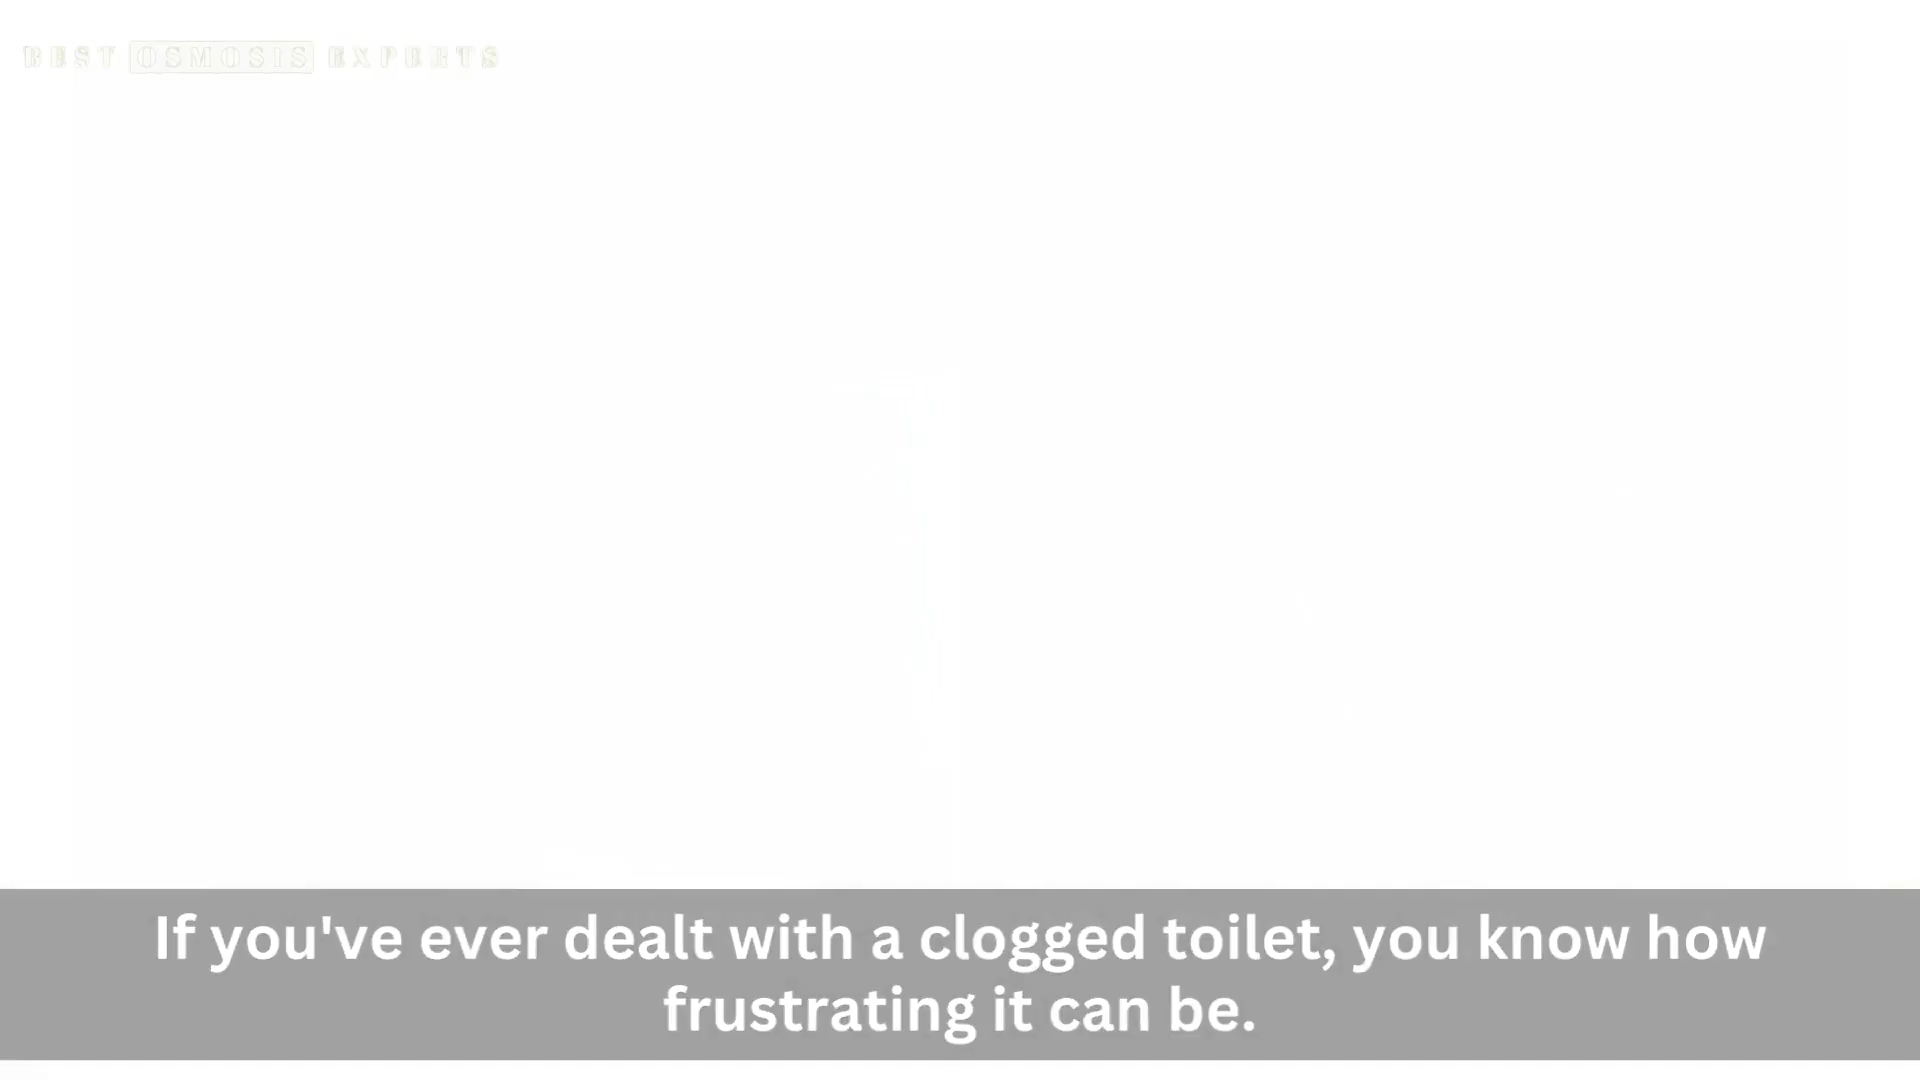 BEST OSMOSIS EXPERTS
If you've ever dealt with a clogged toilet, you know how
frustrating it can be.